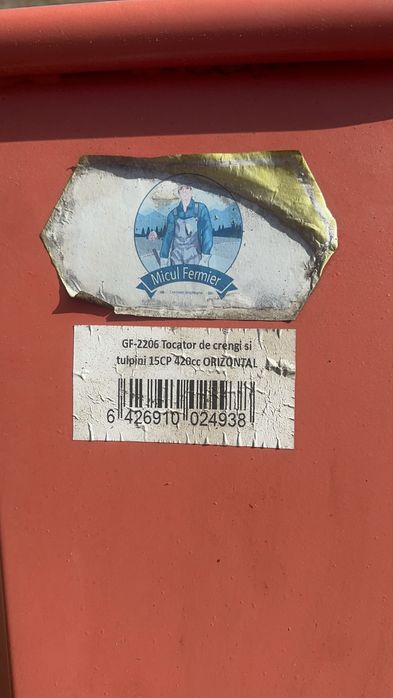 Micul Fermier
GF-2206 Tocator de crengi si
tulpini 15CP 420cc ORIZONTAL
6 426910 024938